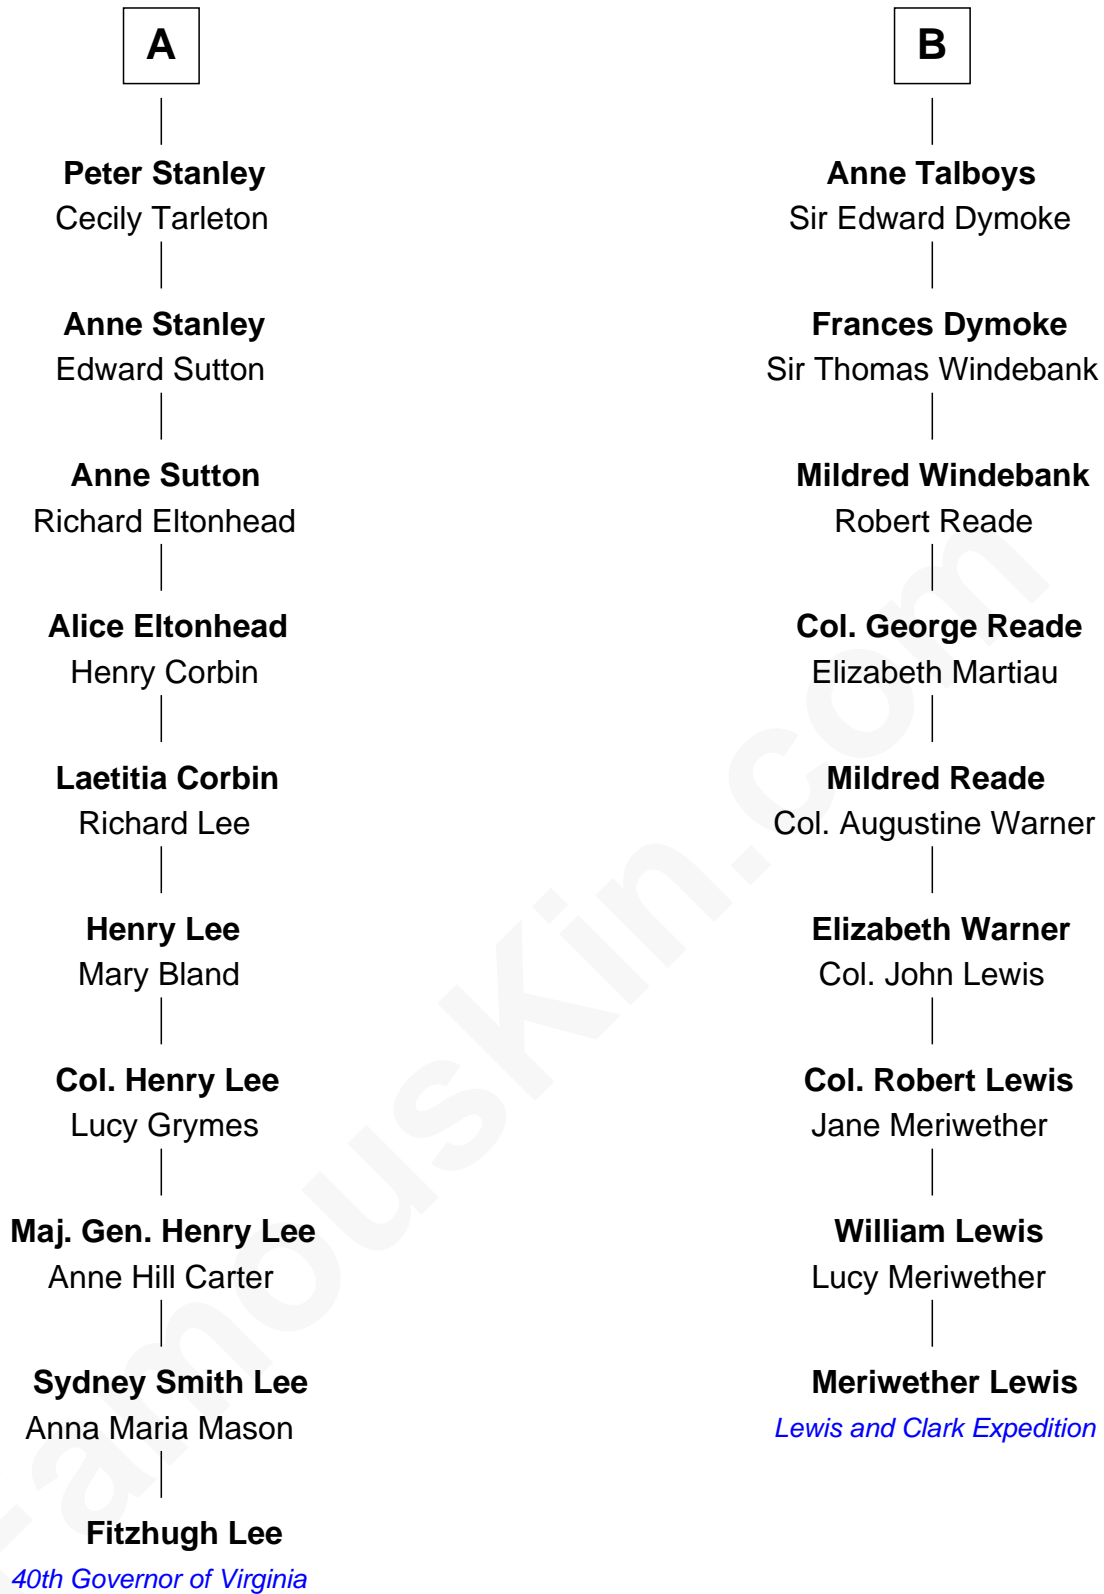 A
Peter Stanley
Cecily Tarleton
Anne Stanley
Edward Sutton
Anne Sutton
Richard Eltonhead
Alice Eltonhead
Henry Corbin
Laetitia Corbin
Richard Lee
Henry Lee
Mary Bland
Col. Henry Lee
Lucy Grymes
Maj. Gen. Henry Lee
Anne Hill Carter
Sydney Smith Lee
Anna Maria Mason
Fitzhugh Lee
40th Governor of Virginia
B
Anne Talboys
Sir Edward Dymoke
Frances Dymoke
Sir Thomas Windebank
Mildred Windebank
Robert Reade
Col. George Reade
Elizabeth Martiau
Mildred Reade
Col. Augustine Warner
Elizabeth Warner
Col. John Lewis
Col. Robert Lewis
Jane Meriwether
William Lewis
Lucy Meriwether
Meriwether Lewis
Lewis and Clark Expedition
FamousKin.com